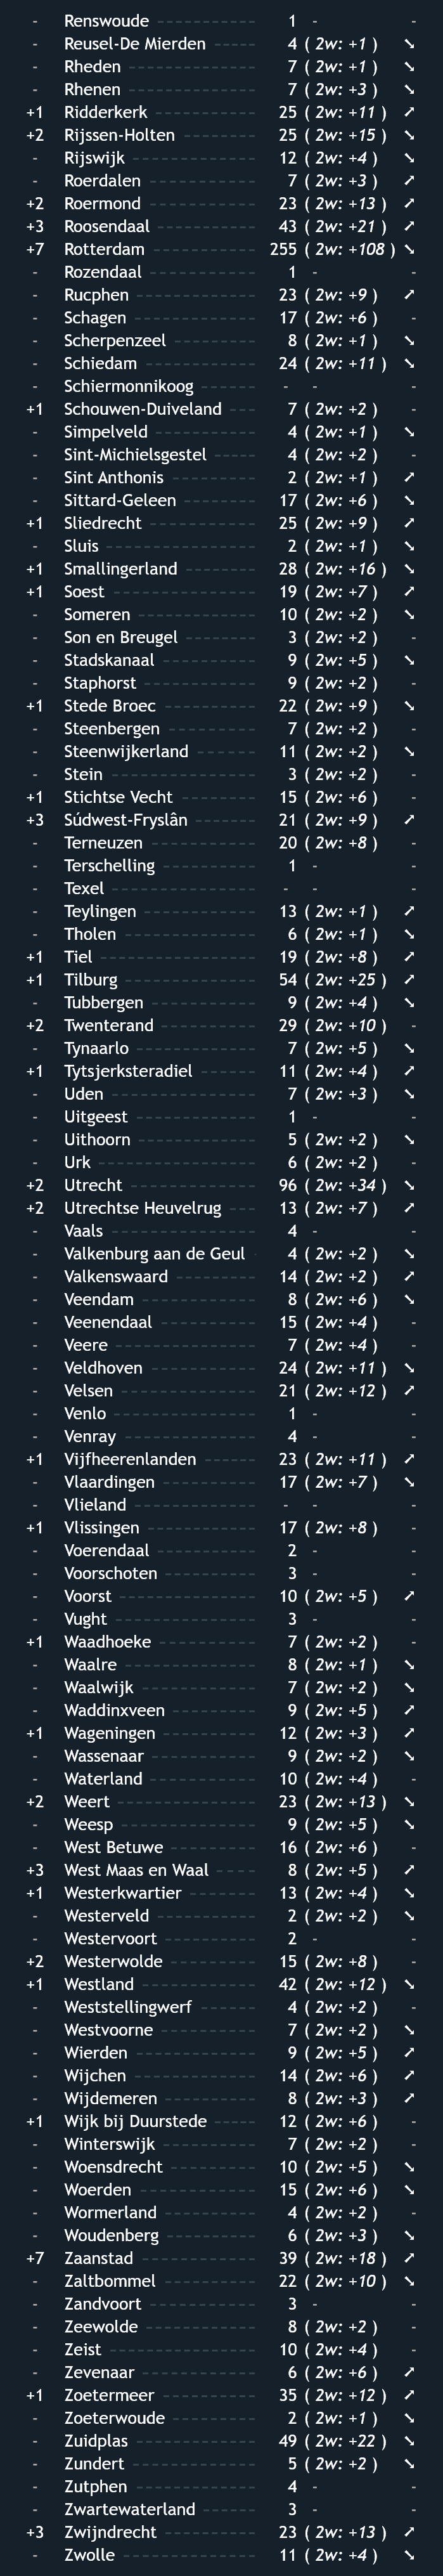 - Renswoude 1 - -
- Reusel-De Mierden 4 ( 2w: +1 ) ➘
- Rheden 7 ( 2w: +1 ) ➘
- Rhenen 7 ( 2w: +3 ) ➘
+1 Ridderkerk 25 ( 2w: +11 ) ➚
+2 Rijssen-Holten 25 ( 2w: +15 ) ➘
- Rijswijk 12 ( 2w: +4 ) ➘
- Roerdalen 7 ( 2w: +3 ) ➚
+2 Roermond 23 ( 2w: +13 ) ➚
+3 Roosendaal 43 ( 2w: +21 ) ➚
+7 Rotterdam 255 ( 2w: +108 ) ➘
- Rozendaal 1 - -
- Rucphen 23 ( 2w: +9 ) ➚
- Schagen 17 ( 2w: +6 ) -
- Scherpenzeel 8 ( 2w: +1 ) ➘
- Schiedam 24 ( 2w: +11 ) ➘
- Schiermonnikoog - - -
+1 Schouwen-Duiveland 7 ( 2w: +2 ) -
- Simpelveld 4 ( 2w: +1 ) ➘
- Sint-Michielsgestel 4 ( 2w: +2 ) -
- Sint Anthonis 2 ( 2w: +1 ) ➚
- Sittard-Geleen 17 ( 2w: +6 ) ➘
+1 Sliedrecht 25 ( 2w: +9 ) ➚
- Sluis 2 ( 2w: +1 ) ➘
+1 Smallingerland 28 ( 2w: +16 ) ➘
+1 Soest 19 ( 2w: +7 ) ➚
- Someren 10 ( 2w: +2 ) -
- Son en Breugel 3 ( 2w: +2 ) -
- Stadskanaal 9 ( 2w: +5 ) ➘
- Staphorst 9 ( 2w: +2 ) -
+1 Stede Broec 22 ( 2w: +9 ) ➘
- Steenbergen 7 ( 2w: +2 ) -
- Steenwijkerland 11 ( 2w: +2 ) ➘
- Stein 3 ( 2w: +2 ) -
+1 Stichtse Vecht 15 ( 2w: +6 ) -
+3 Súdwest-Fryslân 21 ( 2w: +9 ) ➚
- Terneuzen 20 ( 2w: +8 ) -
- Terschelling 1 - -
- Texel - - -
- Teylingen 13 ( 2w: +1 ) ➚
- Tholen 6 ( 2w: +1 ) ➘
+1 Tiel 19 ( 2w: +8 ) ➚
+1 Tilburg 54 ( 2w: +25 ) ➚
- Tubbergen 9 ( 2w: +4 ) ➘
+2 Twenterand 29 ( 2w: +10 ) -
- Tynaarlo 7 ( 2w: +5 ) ➘
+1 Tytsjerksteradiel 11 ( 2w: +4 ) ➚
- Uden 7 ( 2w: +3 ) ➘
- Uitgeest 1 - -
- Uithoorn 5 ( 2w: +2 ) ➘
- Urk 6 ( 2w: +2 ) -
+2 Utrecht 96 ( 2w: +34 ) ➘
+2 Utrechtse Heuvelrug 13 ( 2w: +7 ) ➚
- Vaals 4 - -
- Valkenburg aan de Geul 4 ( 2w: +2 ) ➘
- Valkenswaard 14 ( 2w: +2 ) ➚
- Veendam 8 ( 2w: +6 ) ➘
- Veenendaal 15 ( 2w: +4 ) -
- Veere 7 ( 2w: +4 ) -
- Veldhoven 24 ( 2w: +11 ) ➘
- Velsen 21 ( 2w: +12 ) ➚
- Venlo 1 - -
- Venray 4 - -
+1 Vijfheerenlanden 23 ( 2w: +11 ) ➚
- Vlaardingen 17 ( 2w: +7 ) ➘
- Vlieland - - -
+1 Vlissingen 17 ( 2w: +8 ) -
- Voerendaal 2 - -
- Voorschoten 3 - -
- Voorst 10 ( 2w: +5 ) ➚
- Vught 3 - -
+1 Waadhoeke 7 ( 2w: +2 ) -
- Waalre 8 ( 2w: +1 ) ➘
- Waalwijk 7 ( 2w: +2 ) ➘
- Waddinxveen 9 ( 2w: +5 ) ➚
+1 Wageningen 12 ( 2w: +3 ) ➚
- Wassenaar 9 ( 2w: +2 ) ➘
- Waterland 10 ( 2w: +4 ) -
+2 Weert 23 ( 2w: +13 ) ➘
- Weesp 9 ( 2w: +5 ) ➘
- West Betuwe 16 ( 2w: +6 ) -
+3 West Maas en Waal 8 ( 2w: +5 ) ➚
+1 Westerkwartier 13 ( 2w: +4 ) ➘
- Westerveld 2 ( 2w: +2 ) ➘
- Westervoort 2 - -
+2 Westerwolde 15 ( 2w: +8 ) -
+1 Westland 42 ( 2w: +12 ) ➘
- Weststellingwerf 4 ( 2w: +2 ) -
- Westvoorne 7 ( 2w: +2 ) ➘
- Wierden 9 ( 2w: +5 ) ➚
- Wijchen 14 ( 2w: +6 ) ➚
- Wijdemeren 8 ( 2w: +3 ) ➚
+1 Wijk bij Duurstede 12 ( 2w: +6 ) -
- Winterswijk 7 ( 2w: +2 ) -
- Woensdrecht 10 ( 2w: +5 ) ➘
- Woerden 15 ( 2w: +6 ) ➘
- Wormerland 4 ( 2w: +2 ) -
- Woudenberg 6 ( 2w: +3 ) ➘
+7 Zaanstad 39 ( 2w: +18 ) ➚
- Zaltbommel 22 ( 2w: +10 ) ➘
- Zandvoort 3 - -
- Zeewolde 8 ( 2w: +2 ) -
- Zeist 10 ( 2w: +4 ) -
- Zevenaar 6 ( 2w: +6 ) ➚
+1 Zoetermeer 35 ( 2w: +12 ) ➚
- Zoeterwoude 2 ( 2w: +1 ) ➘
- Zuidplas 49 ( 2w: +22 ) ➘
- Zundert 5 ( 2w: +2 ) ➘
- Zutphen 4 - -
- Zwartewaterland 3 - -
+3 Zwijndrecht 23 ( 2w: +13 ) ➚
- Zwolle 11 ( 2w: +4 ) ➘